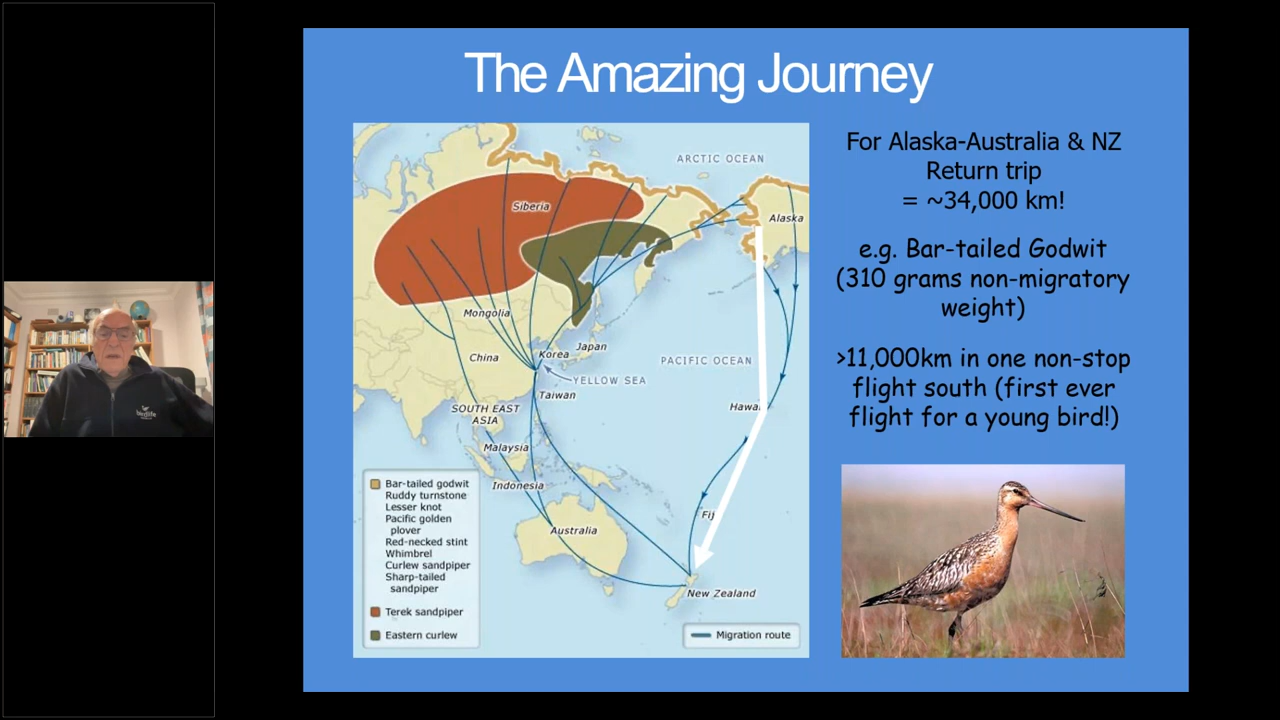 The Amazing Journey
ARCTIC OCEAN
Siberia
Alaska
Mongolia
China
Korea
Japan
YELLOW SEA
PACIFIC OCEAN
Taiwan
SOUTH EAST
ASIA
Hawai
Malaysia
Indonesia
Fij
Australia
New Zealand
Bar-tailed godwit
Ruddy turnstone
Lesser knot
Pacific golden
plover
Red-necked stint
Whimbrel
Curlew sandpiper
Sharp-tailed
sandpiper
Terek sandpiper
Eastern curlew
Migration route
For Alaska-Australia & NZ
Return trip
= ~34,000 km!
e.g. Bar-tailed Godwit
(310 grams non-migratory
weight)
>11,000km in one non-stop
flight south (first ever
flight for a young bird!)